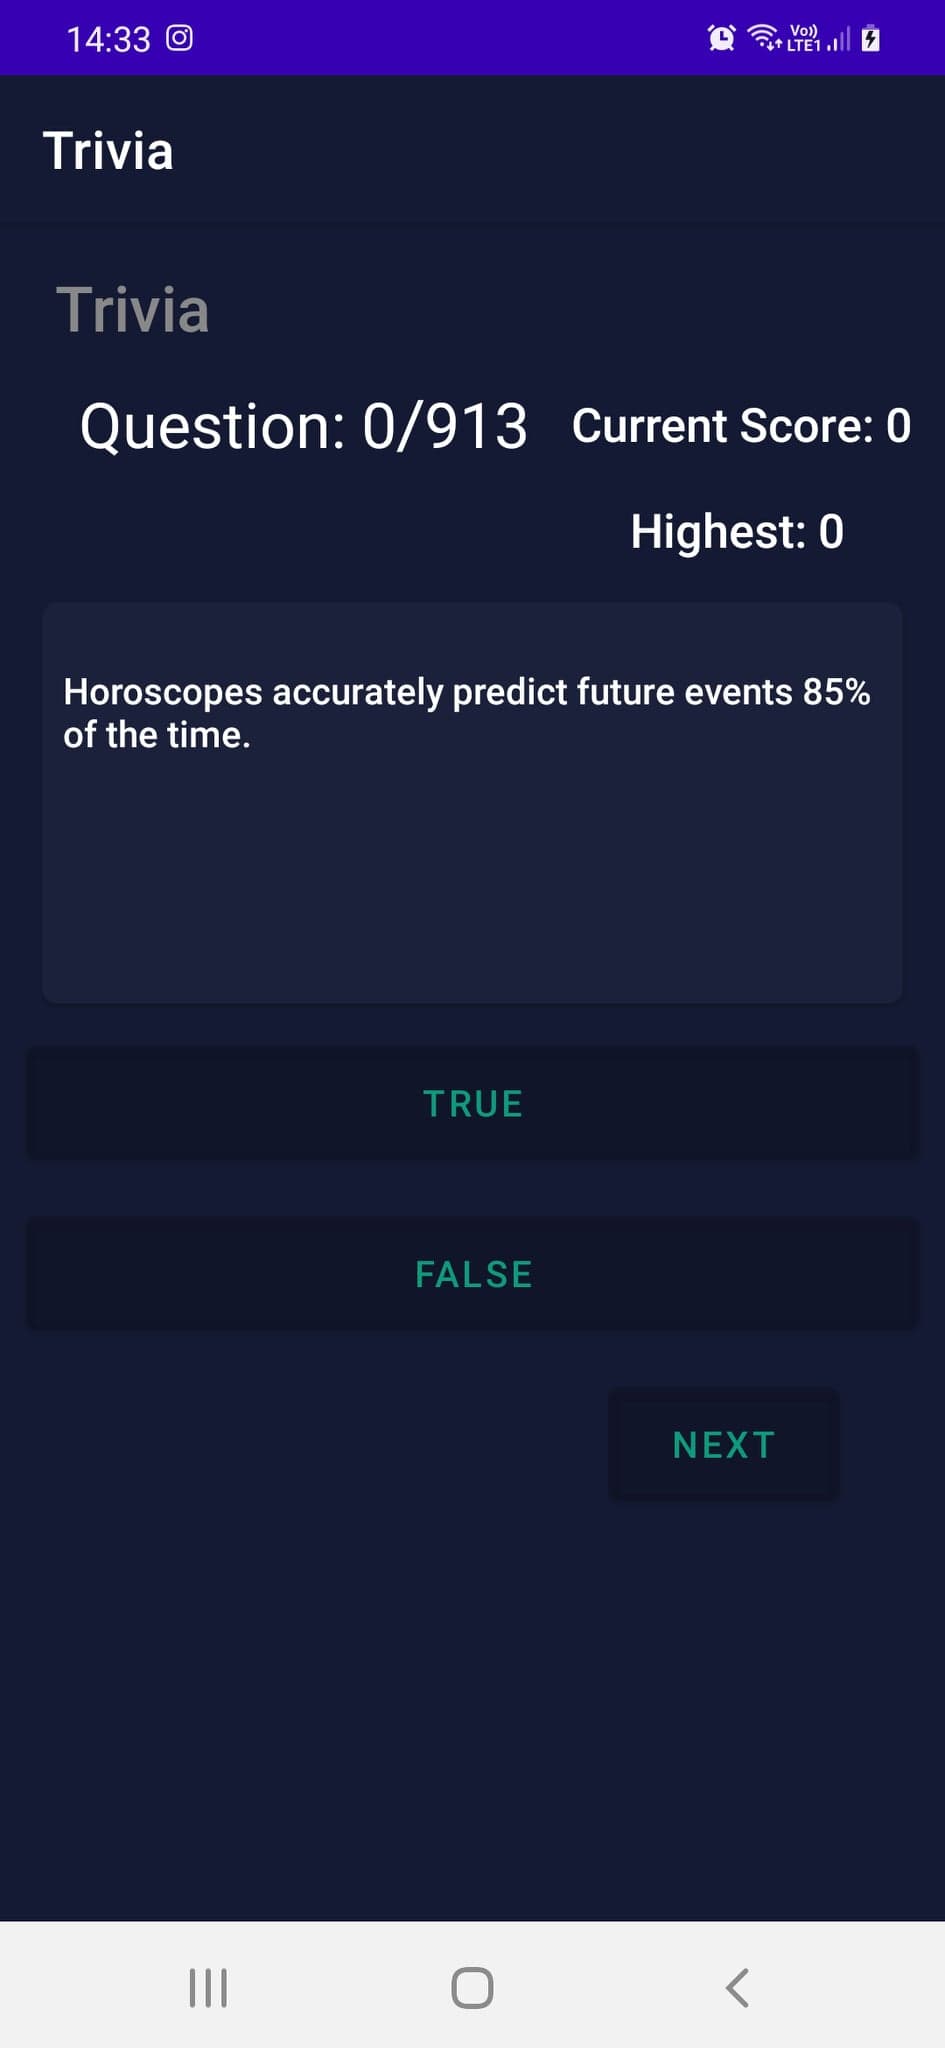 14:33
Vo))
LTE1
Trivia
Trivia
Question: 0/913 Current Score: 0
Highest: 0
Horoscopes accurately predict future events 85%
of the time.
TRUE
FALSE
NEXT